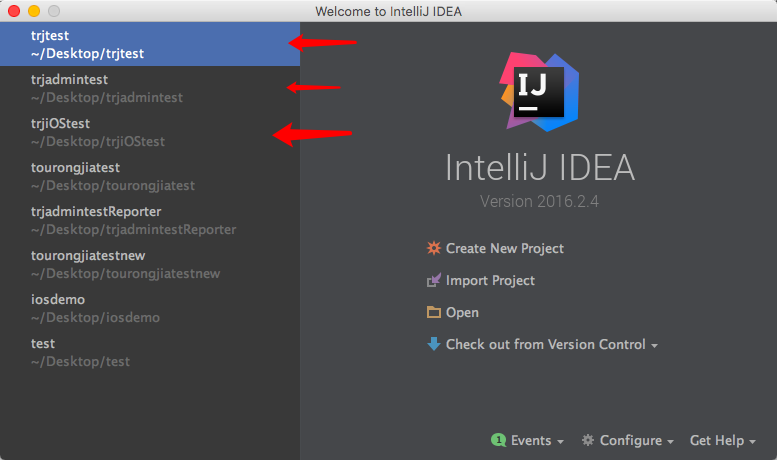 Welcome to IntelliJ IDEA
trjtest
~/Desktop/trjtest
trjadmintest
~/Desktop/trjadmintest
trjiOStest
~/Desktop/trjiOStest
tourongjiatest
~/Desktop/tourongjiatest
trjadmintestReporter
~/Desktop/trjadmintestReporter
tourongjiatestnew
~/Desktop/tourongjiatestnew
iosdemo
~/Desktop/iosdemo
test
~/Desktop/test
IJ
IntelliJ IDEA
Version 2016.2.4
Create New Project
Import Project
Open
Check out from Version Control
1 Events Configure Get Help